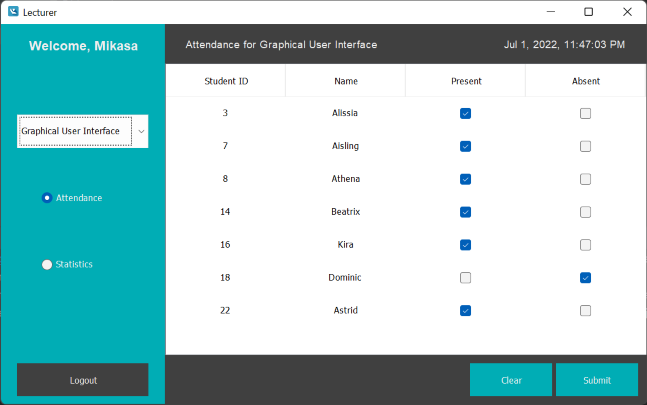 Lecturer
Welcome, Mikasa
Attendance for Graphical User Interface
Jul 1, 2022, 11:47:03 PM
Graphical User Interface
Attendance
Statistics
Logout
Student ID Name Present Absent
3 Alissia
7 Aisling
8 Athena
14 Beatrix
16 Kira
18 Dominic
22 Astrid
Clear Submit